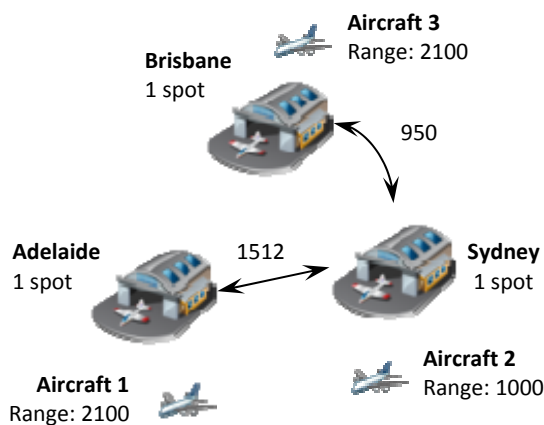 Aircraft 3
Range: 2100
Brisbane
1 spot
950
Adelaide
1 spot
1512
Sydney
1 spot
Aircraft 1
Range: 2100
Aircraft 2
Range: 1000